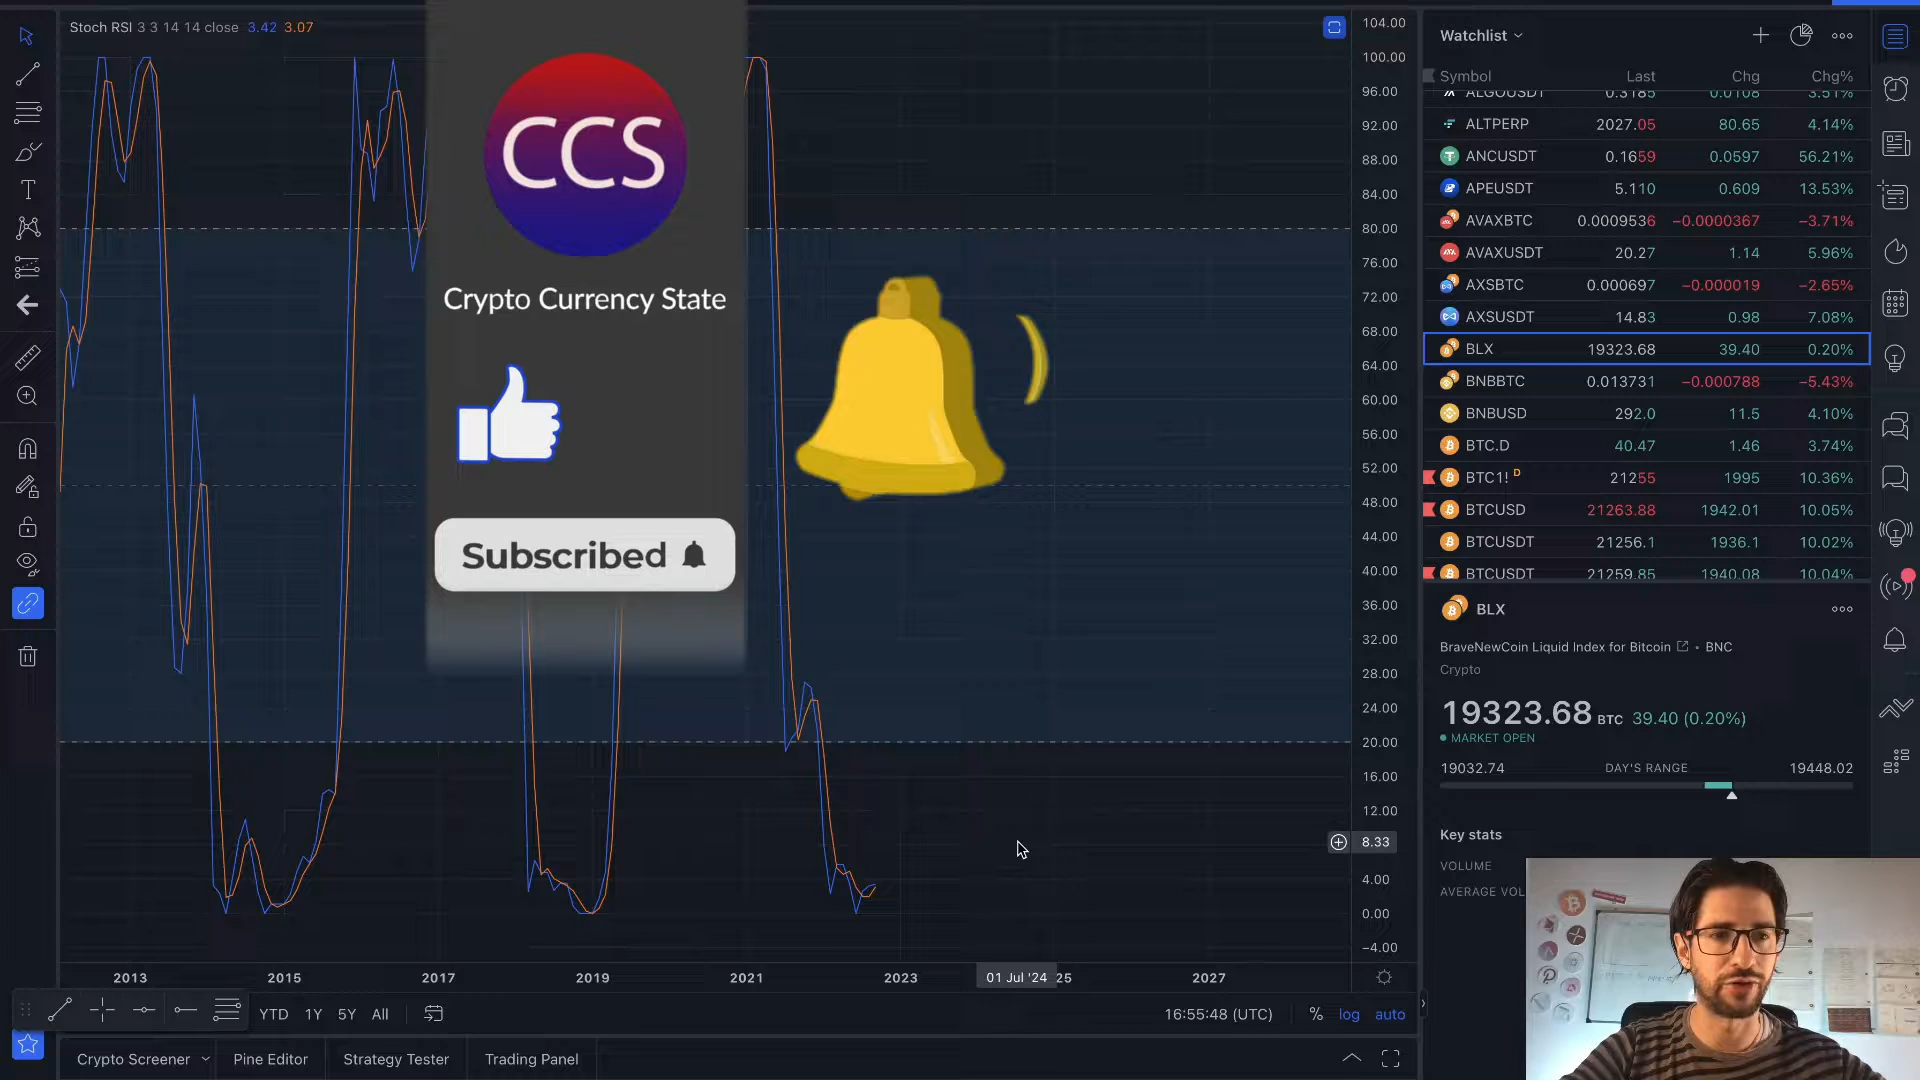 Stoch RSI 3 3 14 14 close 3.42 3.07
CCS
Crypto Currency State
Subscribed
104.00
100.00
96.00
92.00
88.00
84.00
80.00
76.00
72.00
68.00
64.00
60.00
56.00
52.00
48.00
44.00
40.00
36.00
32.00
28.00
24.00
20.00
16.00
12.00
8.33
4.00
0.00
−4.00
2013 2015 2017 2019 2021 2023 01 Jul '24 25 2027
YTD 1Y 5Y All 16:55:48 (UTC) % log auto
Crypto Screener Pine Editor Strategy Tester Trading Panel
Watchlist
Symbol Last Chg Chg%
ALGOUSDT 0.3185 0.0108 3.51%
ALTPERP 2027.05 80.65 4.14%
ANCUSDT 0.1659 0.0597 56.21%
APEUSDT 5.110 0.609 13.53%
AVAXBTC 0.0009536 −0.0000367 −3.71%
AVAXUSDT 20.27 1.14 5.96%
AXSBTC 0.000697 −0.000019 −2.65%
AXSUSDT 14.83 0.98 7.08%
BLX 19323.68 39.40 0.20%
BNBBTC 0.013731 −0.000788 −5.43%
BNBUSD 292.0 11.5 4.10%
BTC.D 40.47 1.46 3.74%
BTC1! D 21255 1995 10.36%
BTCUSD 21263.88 1942.01 10.05%
BTCUSDT 21256.1 1936.1 10.02%
BTCUSDT 21259.85 1940.08 10.04%
BLX
BraveNewCoin Liquid Index for Bitcoin • BNC
Crypto
19323.68 BTC 39.40 (0.20%)
MARKET OPEN
19032.74 DAY'S RANGE 19448.02
Key stats
VOLUME
AVERAGE VOL